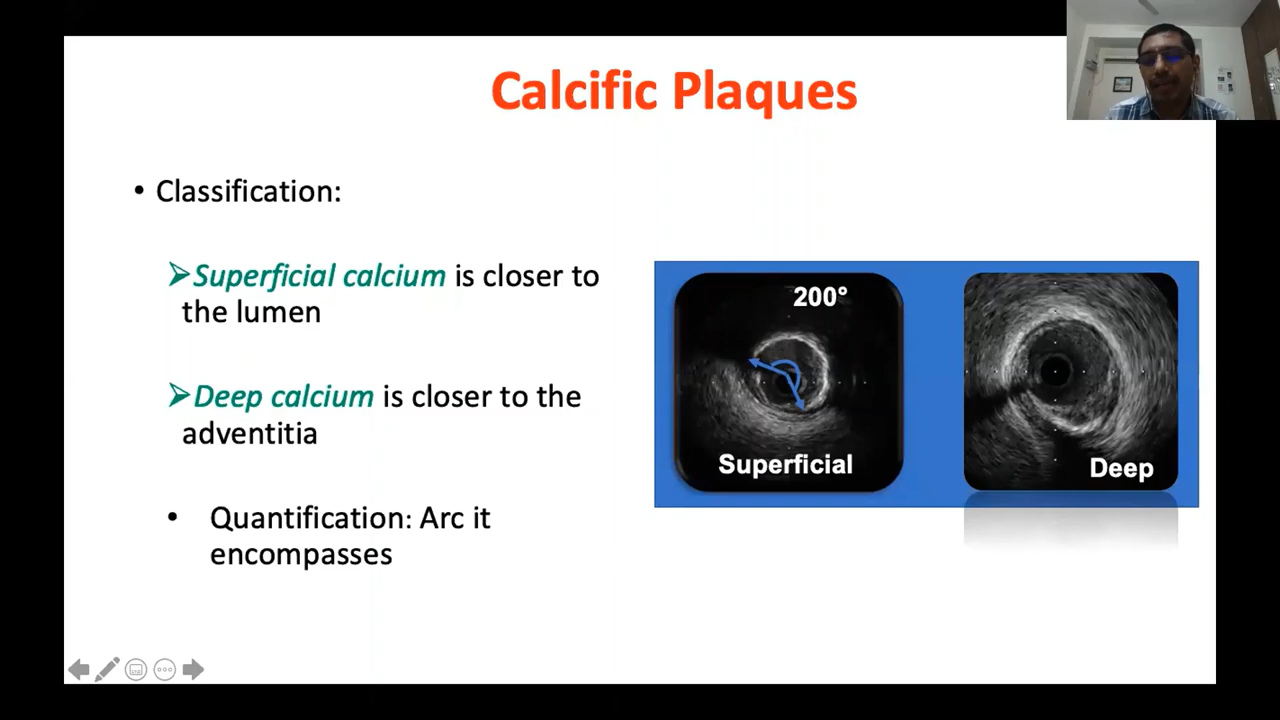 Calcific Plaques
• Classification:
➢Superficial calcium is closer to
the lumen
➢Deep calcium is closer to the
adventitia
• Quantification: Arc it
encompasses
200°
Superficial
Deep